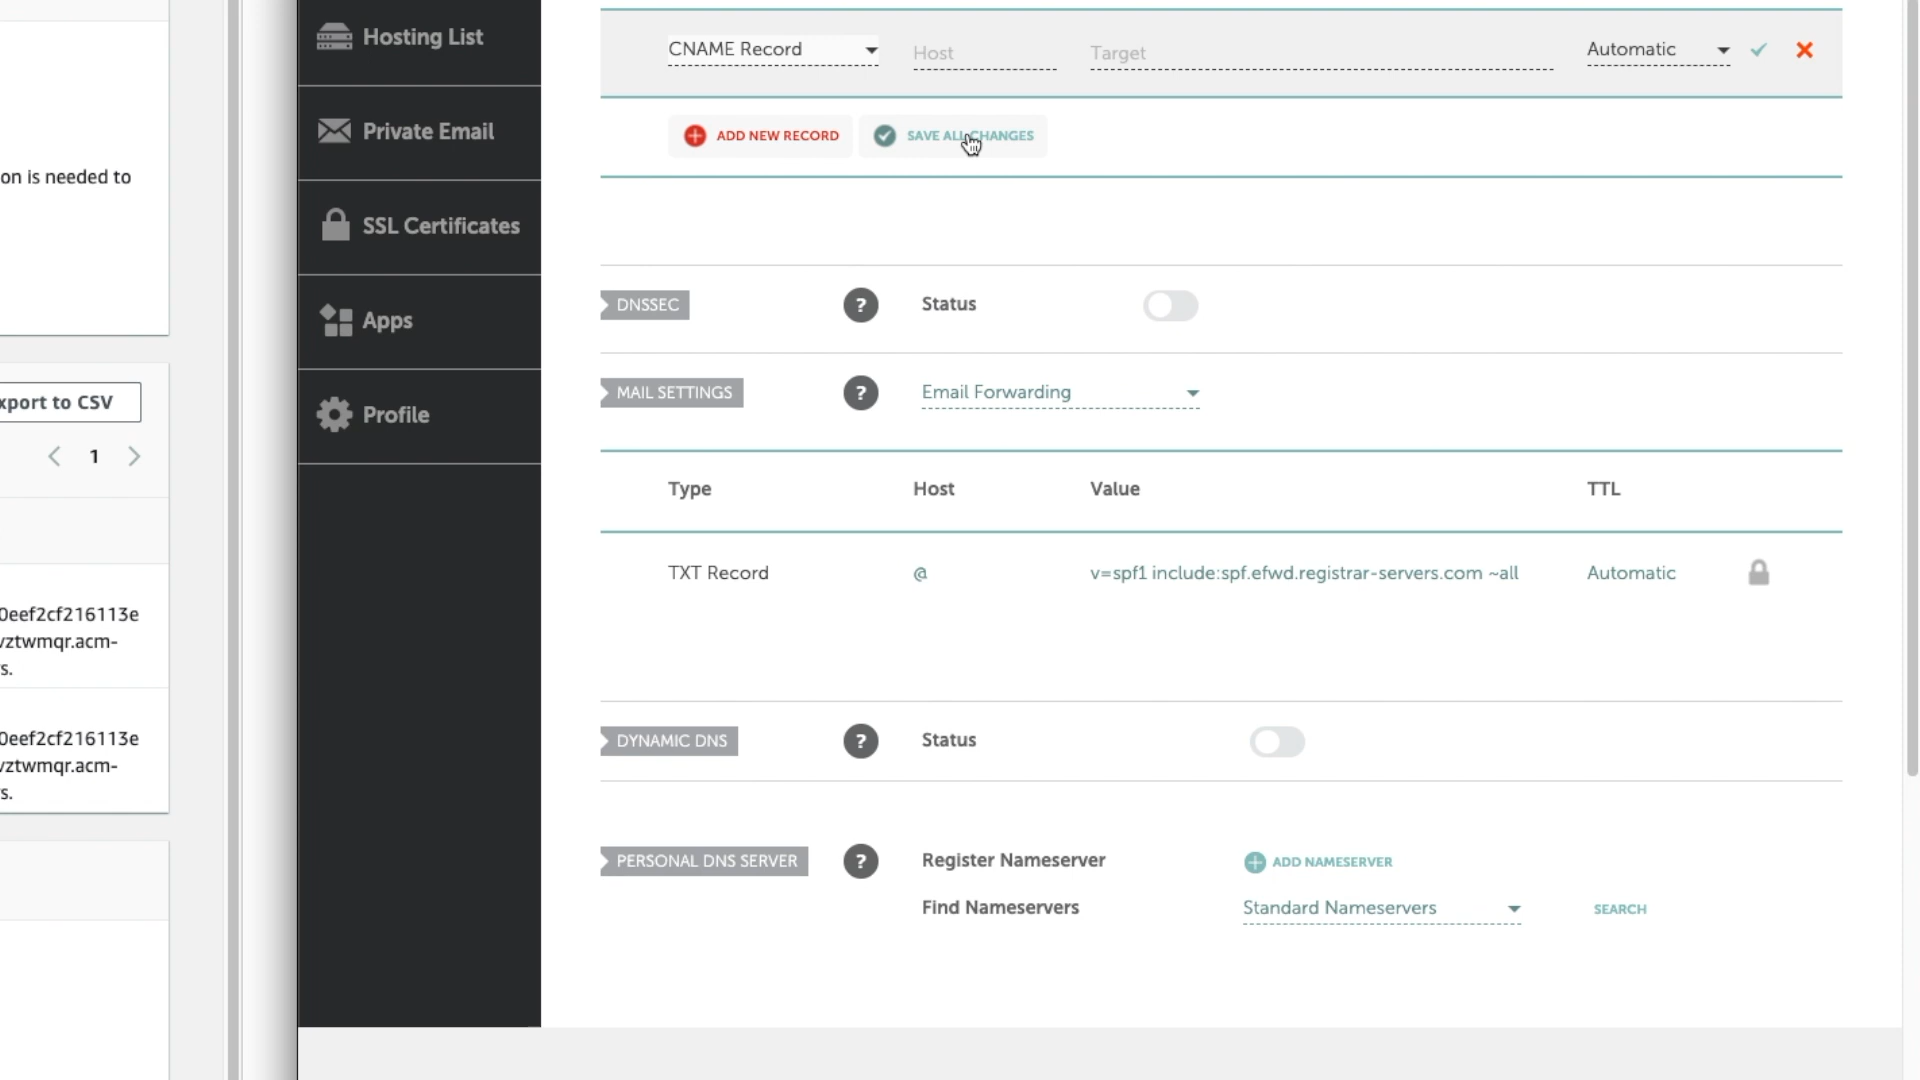 Hosting List
Private Email
SSL Certificates
Apps
Profile
on is needed to
xport to CSV
1
0eef2cf216113e
vztwmqr.acm-
s.
0eef2cf216113e
vztwmqr.acm-
s.
CNAME Record Host Target Automatic
ADD NEW RECORD SAVE ALL CHANGES
DNSSEC ? Status
MAIL SETTINGS ? Email Forwarding
Type Host Value TTL
TXT Record @ v=spf1 include:spf.efwd.registrar-servers.com ~all Automatic
DYNAMIC DNS ? Status
PERSONAL DNS SERVER ? Register Nameserver ADD NAMESERVER
Find Nameservers Standard Nameservers SEARCH